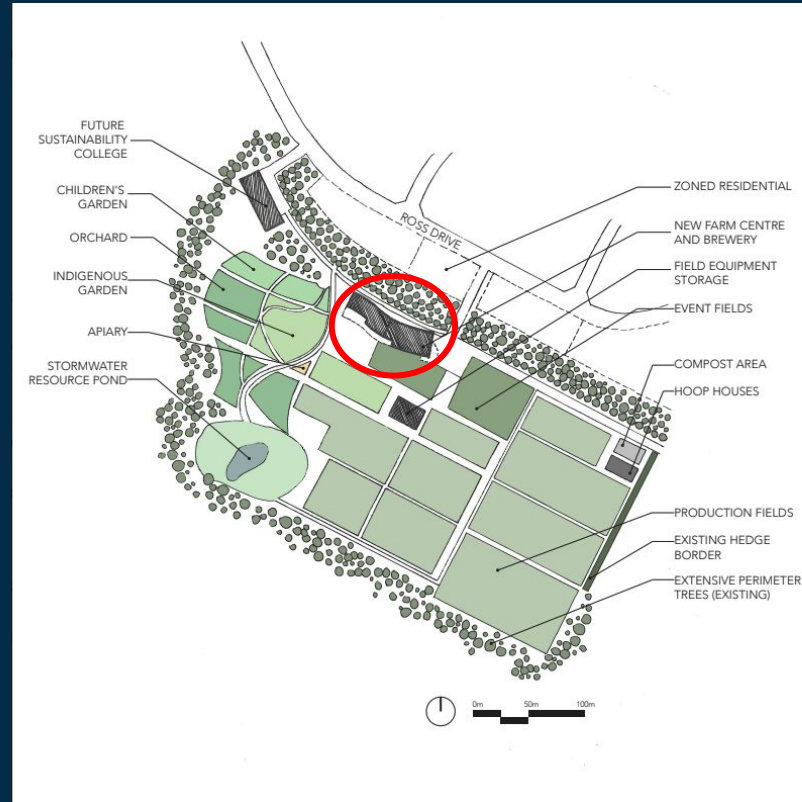 FUTURE
SUSTAINABILITY
COLLEGE
CHILDREN'S
GARDEN
ORCHARD
INDIGENOUS
GARDEN
APIARY
STORMWATER
RESOURCE POND
ROSS DRIVE
ZONED RESIDENTIAL
NEW FARM CENTRE
AND BREWERY
FIELD EQUIPMENT
STORAGE
EVENT FIELDS
COMPOST AREA
HOOP HOUSES
PRODUCTION FIELDS
EXISTING HEDGE
BORDER
EXTENSIVE PERIMETER
TREES (EXISTING)
0m 50m 100m